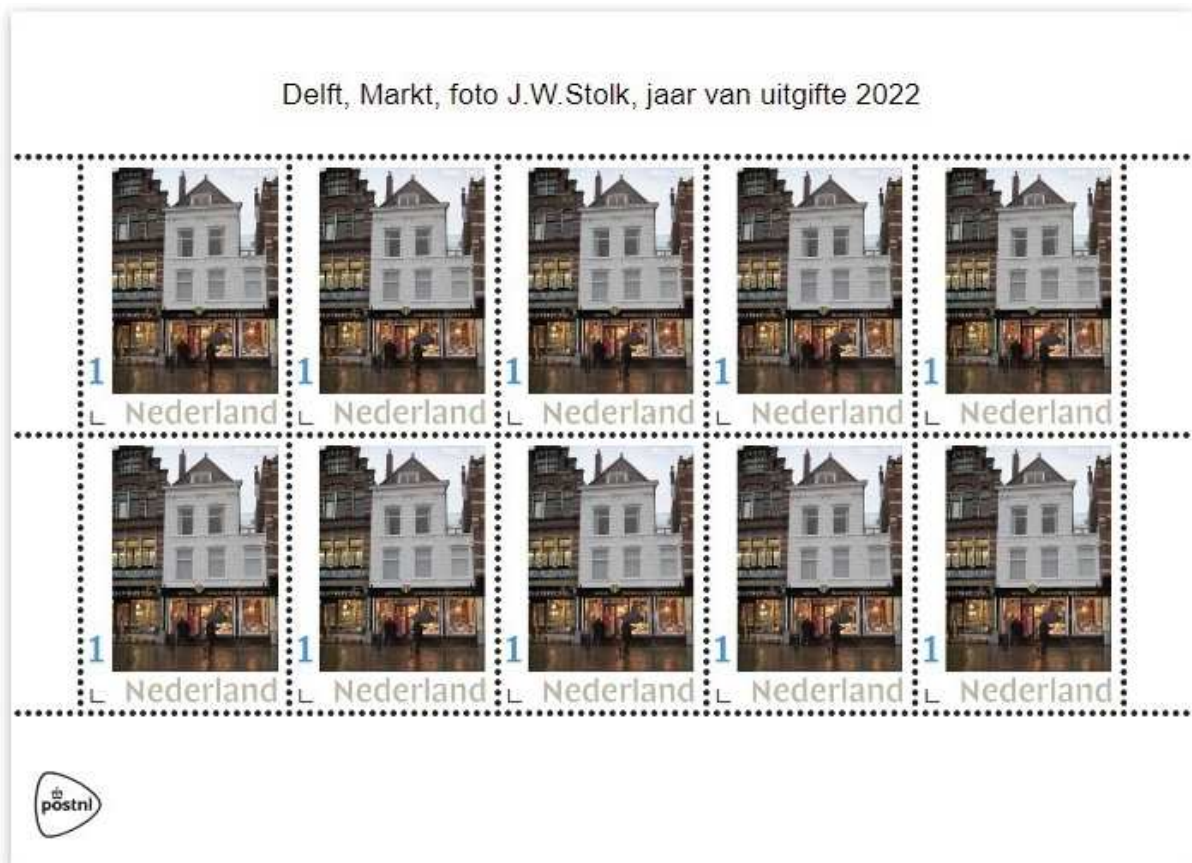 Delft, Markt, foto J.W.Stolk, jaar van uitgifte 2022
1 1 1 1 1
Nederland Nederland Nederland Nederland Nederland
1 1 1 1 1
Nederland Nederland Nederland Nederland Nederland
postnl